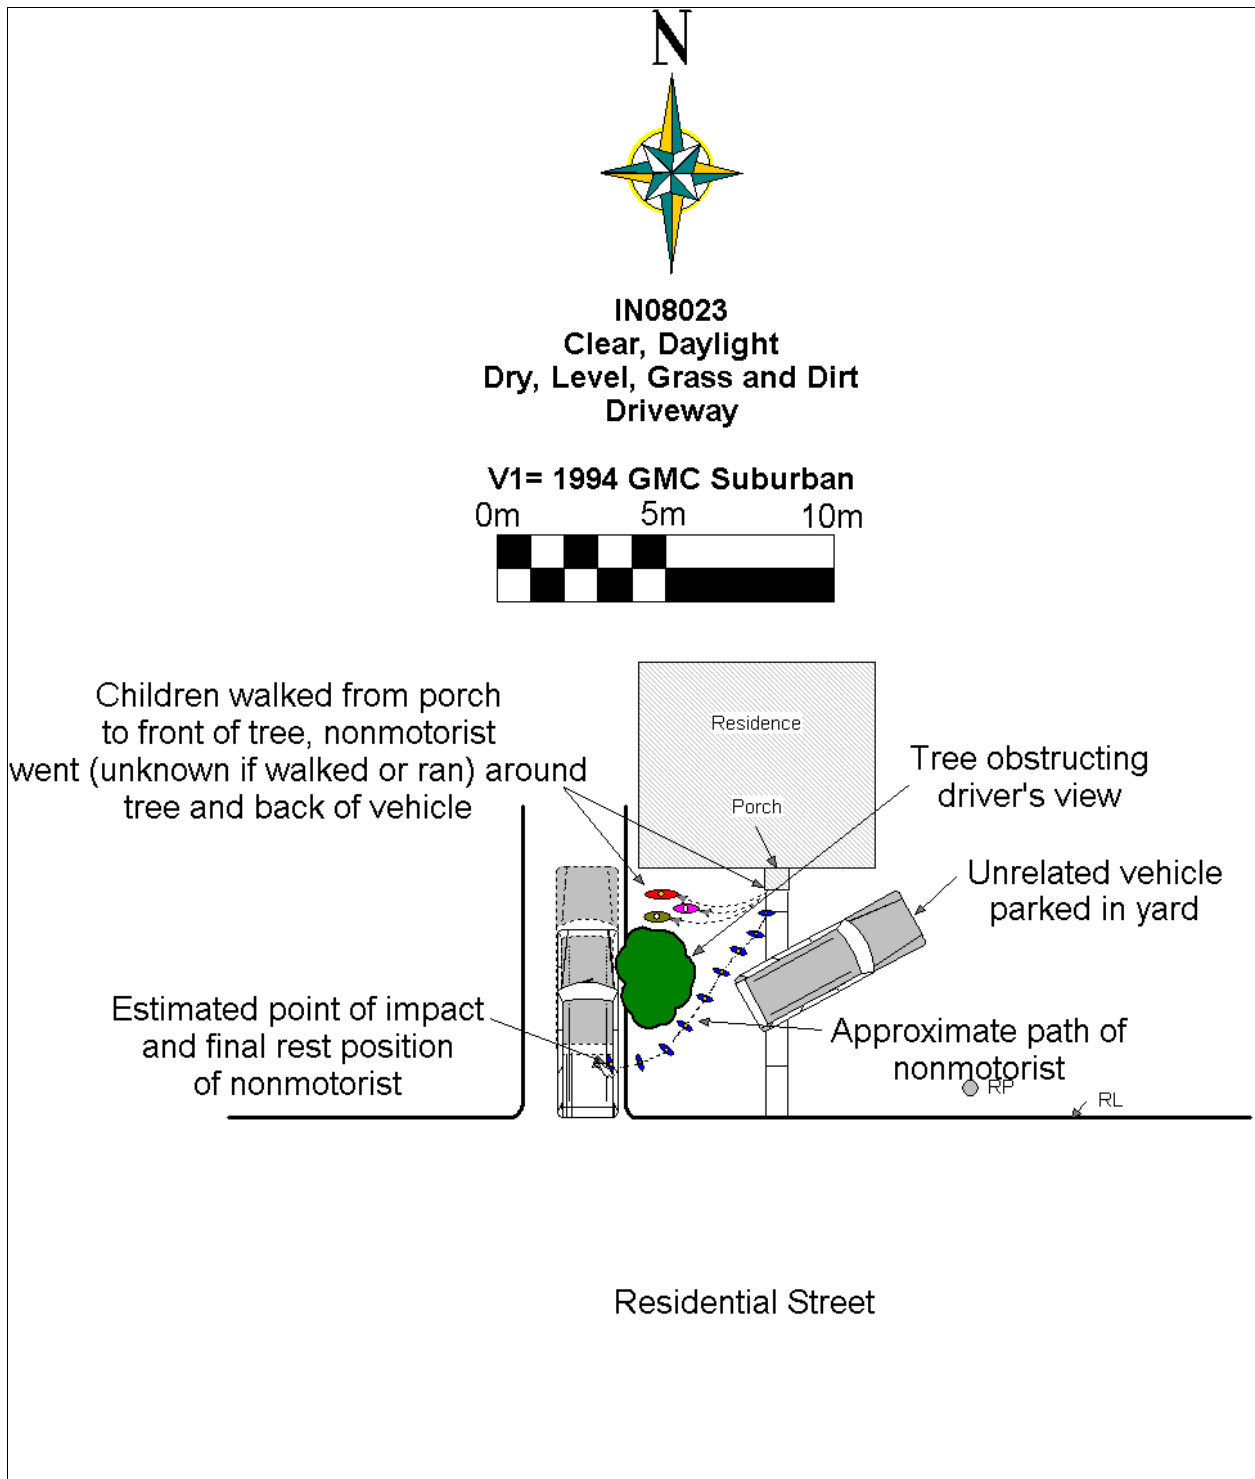 N
IN08023
Clear, Daylight
Dry, Level, Grass and Dirt
Driveway
V1= 1994 GMC Suburban
0m 5m 10m
Children walked from porch
to front of tree, nonmotorist
went (unknown if walked or ran) around
tree and back of vehicle
Residence
Porch
Tree obstructing
driver's view
Unrelated vehicle
parked in yard
Estimated point of impact
and final rest position
of nonmotorist
Approximate path of
nonmotorist
RP
RL
Residential Street